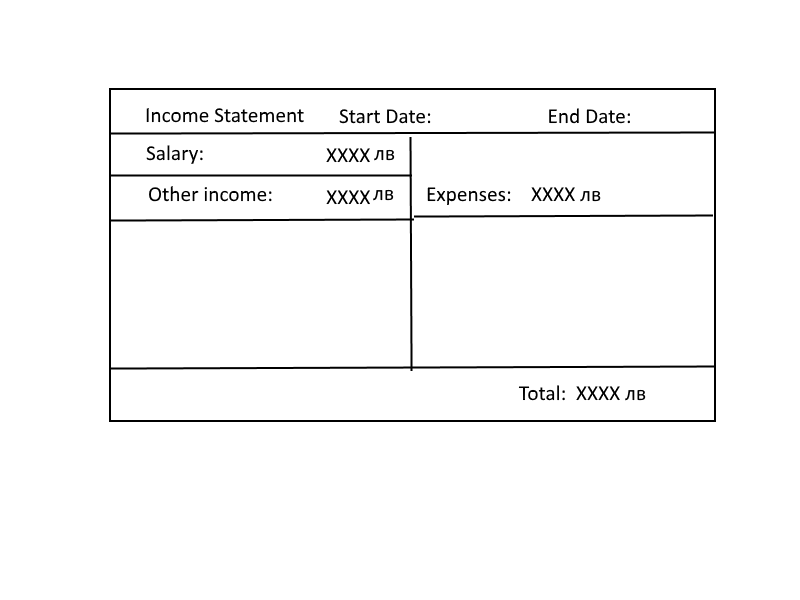 Income Statement Start Date: End Date:
Salary: XXXX лв
Other income: XXXX лв Expenses: XXXX лв
Total: XXXX лв